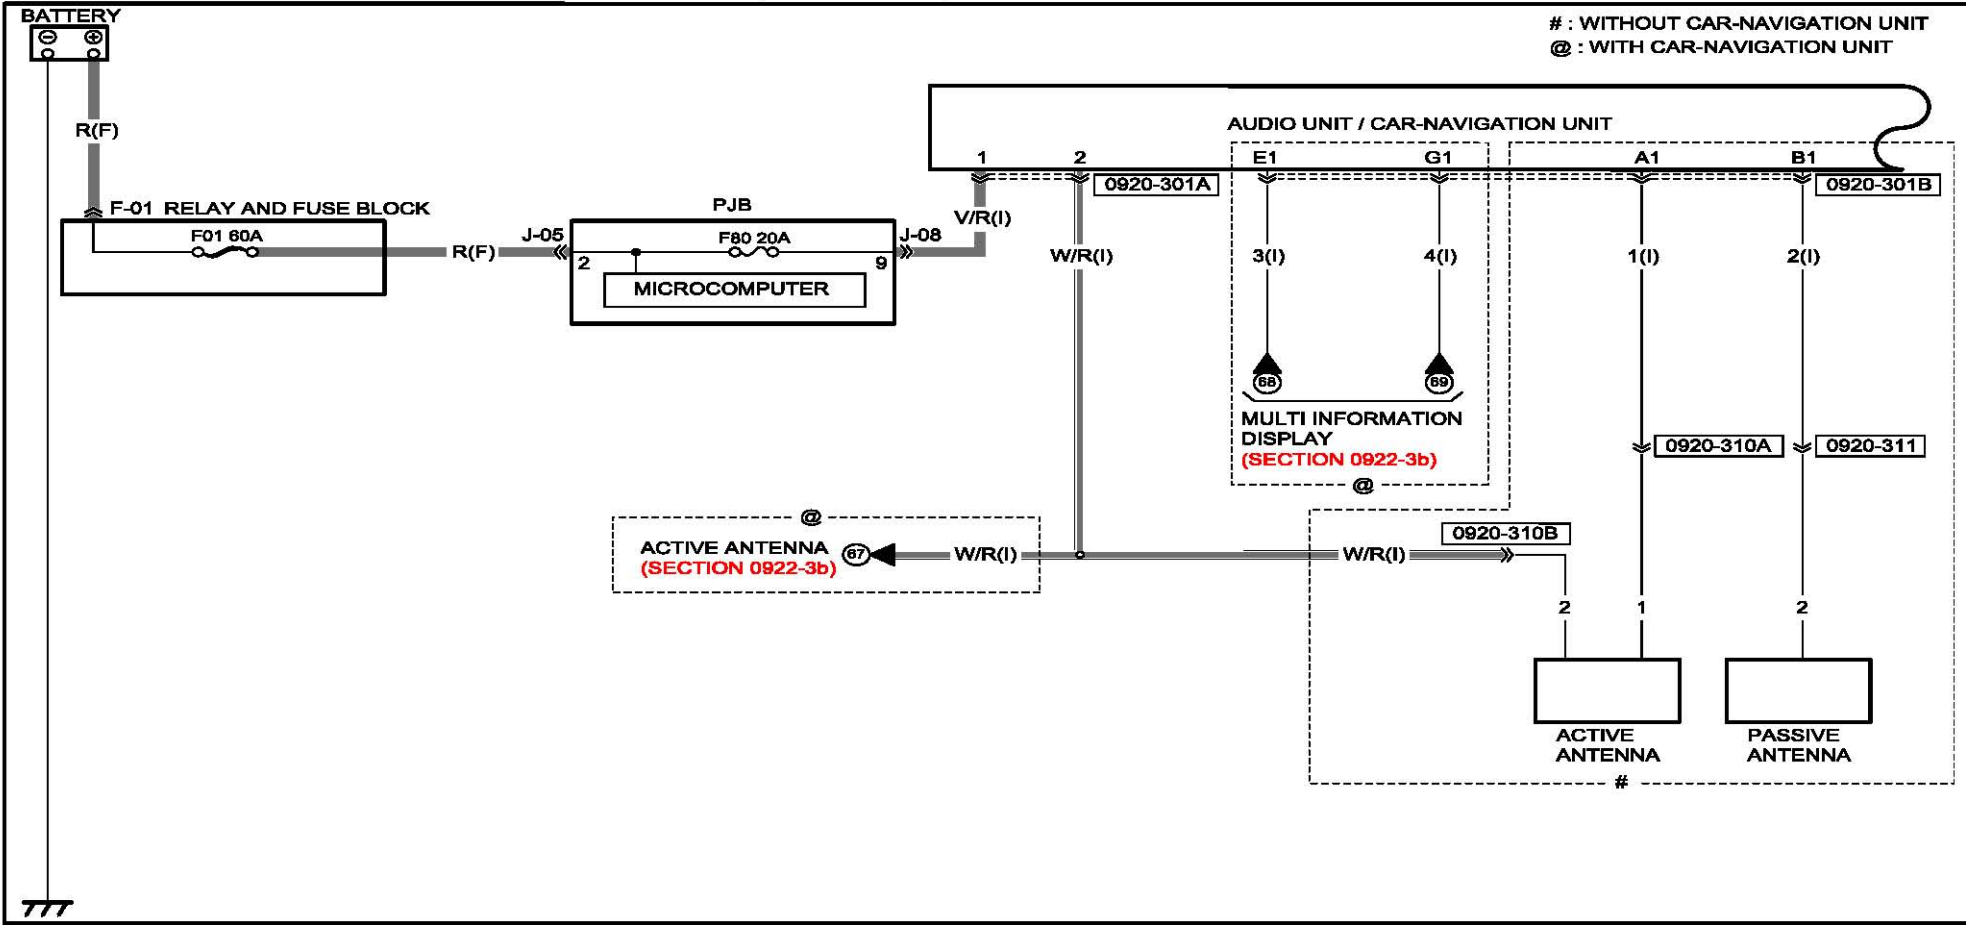 BATTERY
# : WITHOUT CAR-NAVIGATION UNIT
@ : WITH CAR-NAVIGATION UNIT
R(F)
AUDIO UNIT / CAR-NAVIGATION UNIT
1
2
E1
G1
A1
B1
0920-301A
0920-301B
F-01 RELAY AND FUSE BLOCK
F01 60A
R(F)
PJB
J-05
2
F80 20A
9
J-08
MICROCOMPUTER
V/R(I)
W/R(I)
3(I)
4(I)
1(I)
2(I)
68
69
MULTI INFORMATION
DISPLAY
(SECTION 0922-3b)
@
0920-310A
0920-311
@
ACTIVE ANTENNA
(SECTION 0922-3b)
67
W/R(I)
W/R(I)
0920-310B
2
1
2
ACTIVE
ANTENNA
PASSIVE
ANTENNA
#